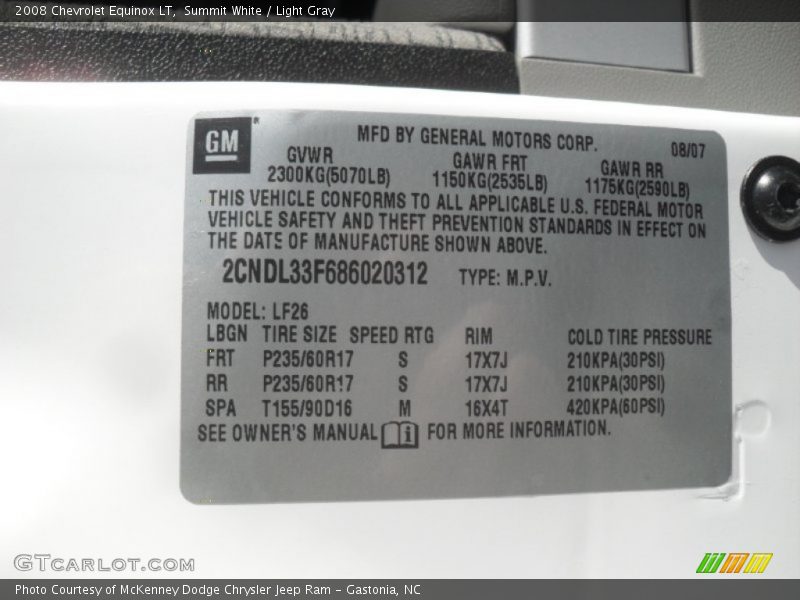 2008 Chevrolet Equinox LT, Summit White / Light Gray
GM
MFD BY GENERAL MOTORS CORP. 08/07
GVWR GAWR FRT GAWR RR
2300KG(5070LB) 1150KG(2535LB) 1175KG(2590LB)
THIS VEHICLE CONFORMS TO ALL APPLICABLE U.S. FEDERAL MOTOR
VEHICLE SAFETY AND THEFT PREVENTION STANDARDS IN EFFECT ON
THE DATE OF MANUFACTURE SHOWN ABOVE.
2CNDL33F686020312 TYPE: M.P.V.
MODEL: LF26
LBGN TIRE SIZE SPEED RTG RIM COLD TIRE PRESSURE
FRT P235/60R17 S 17X7J 210KPA(30PSI)
RR P235/60R17 S 17X7J 210KPA(30PSI)
SPA T155/90D16 M 16X4T 420KPA(60PSI)
SEE OWNER'S MANUAL i FOR MORE INFORMATION.
GTCARLOT.COM
Photo Courtesy of McKenney Dodge Chrysler Jeep Ram - Gastonia, NC